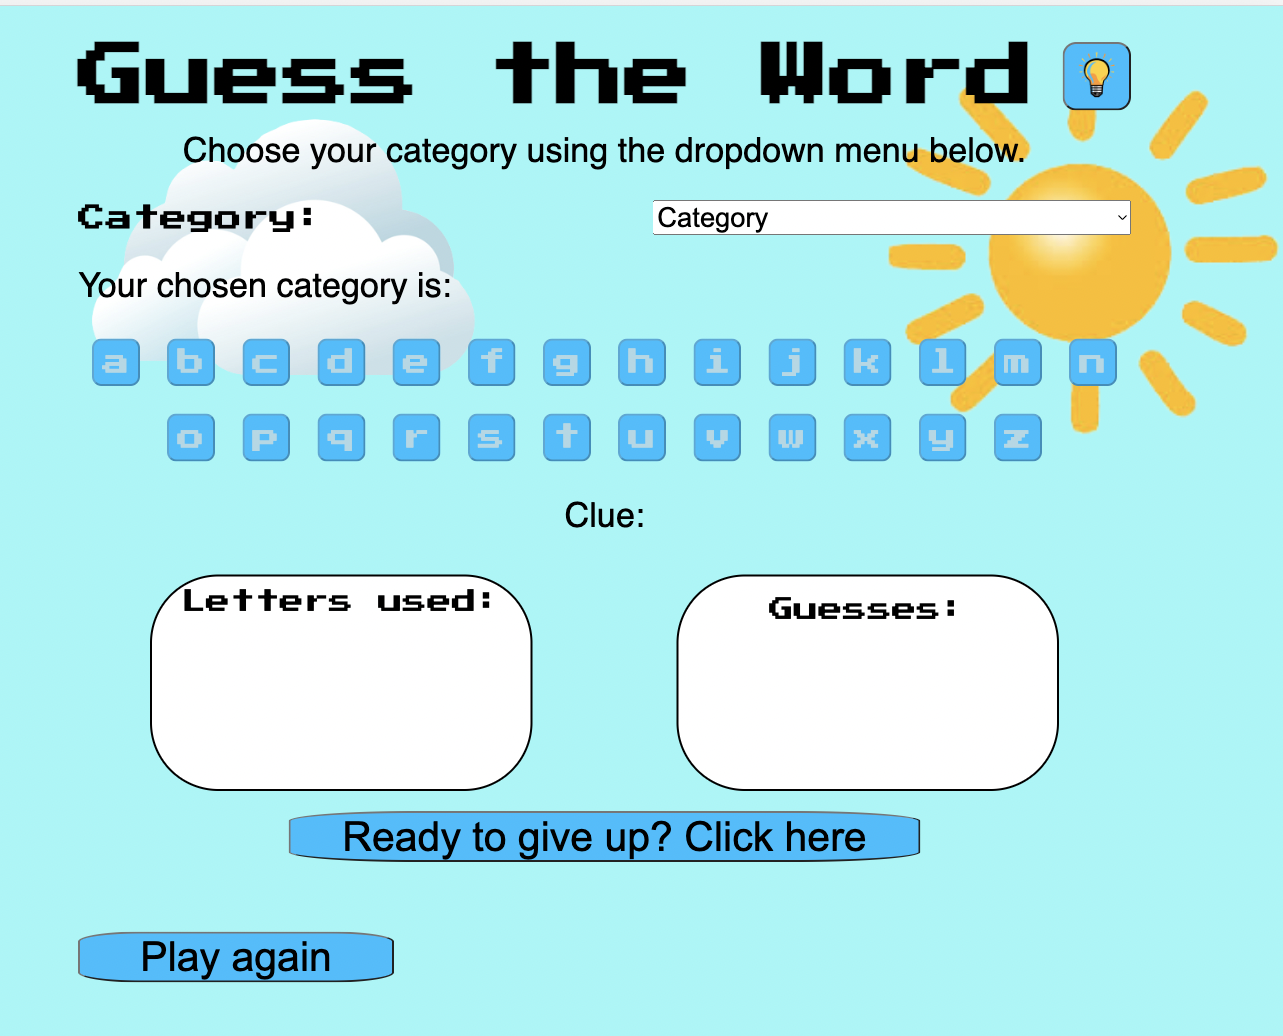 Guess the Word
Choose your category using the dropdown menu below.
Category: Category
Your chosen category is:
a b c d e f g h i j k l m n
o p q r s t u v w x y z
Clue:
Letters used: Guesses:
Ready to give up? Click here
Play again